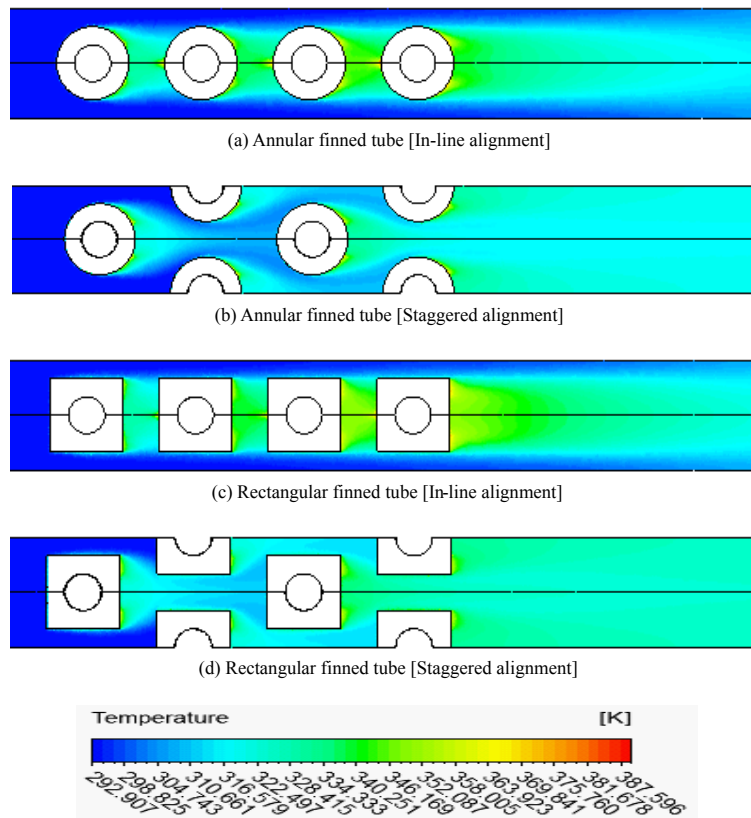 (a) Annular finned tube [In-line alignment]
(b) Annular finned tube [Staggered alignment]
(c) Rectangular finned tube [In-line alignment]
(d) Rectangular finned tube [Staggered alignment]
Temperature [K]
292.907 298.825 304.743 310.661 316.579 322.497 328.415 334.333 340.251 346.169 352.087 358.005 363.923 369.841 375.760 381.678 387.596